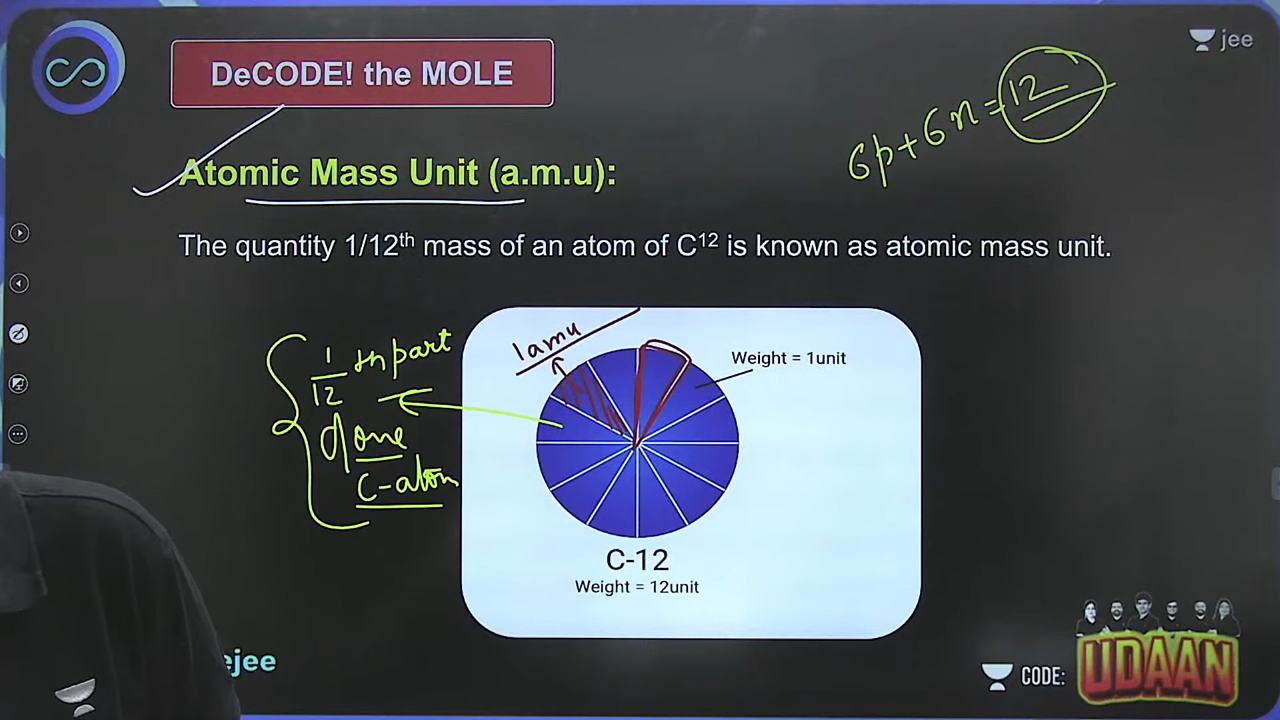 DeCODE! the MOLE
jee
6p+6n=12
Atomic Mass Unit (a.m.u):
The quantity 1/12th mass of an atom of C12 is known as atomic mass unit.
1amu
Weight = 1unit
1/12 th part
of one
C-atom
C-12
Weight = 12unit
ejee
CODE:
UDAAN